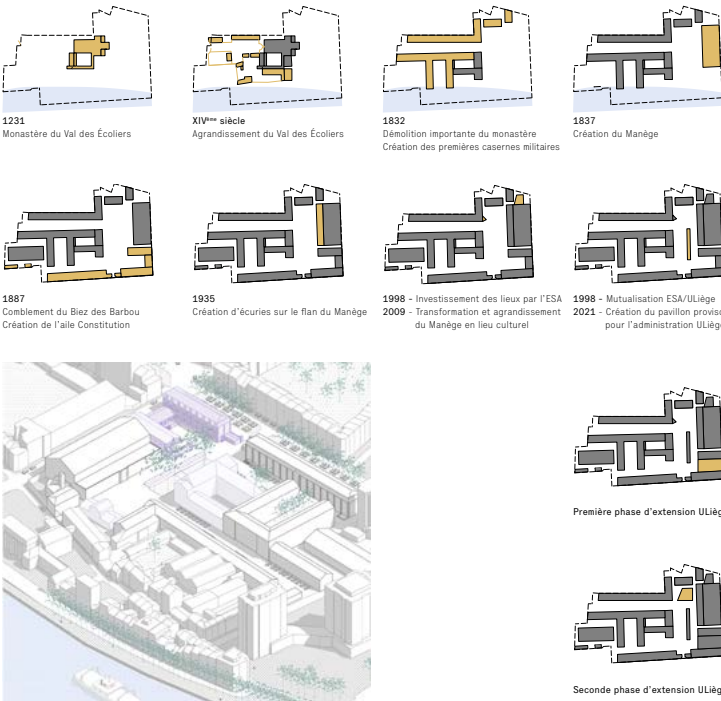 1231
Monastère du Val des Écoliers
XIVème siècle
Agrandissement du Val des Écoliers
1832
Démolition importante du monastère
Création des premières casernes militaires
1837
Création du Manège
1887
Comblement du Biez des Barbou
Création de l'aile Constitution
1935
Création d'écuries sur le flan du Manège
1998 - Investissement des lieux par l'ESA
2009 - Transformation et agrandissement
du Manège en lieu culturel
1998 - Mutualisation ESA/ULiège
2021 - Création du pavillon
pour l'administration
Première phase d'extension
Seconde phase d'extension